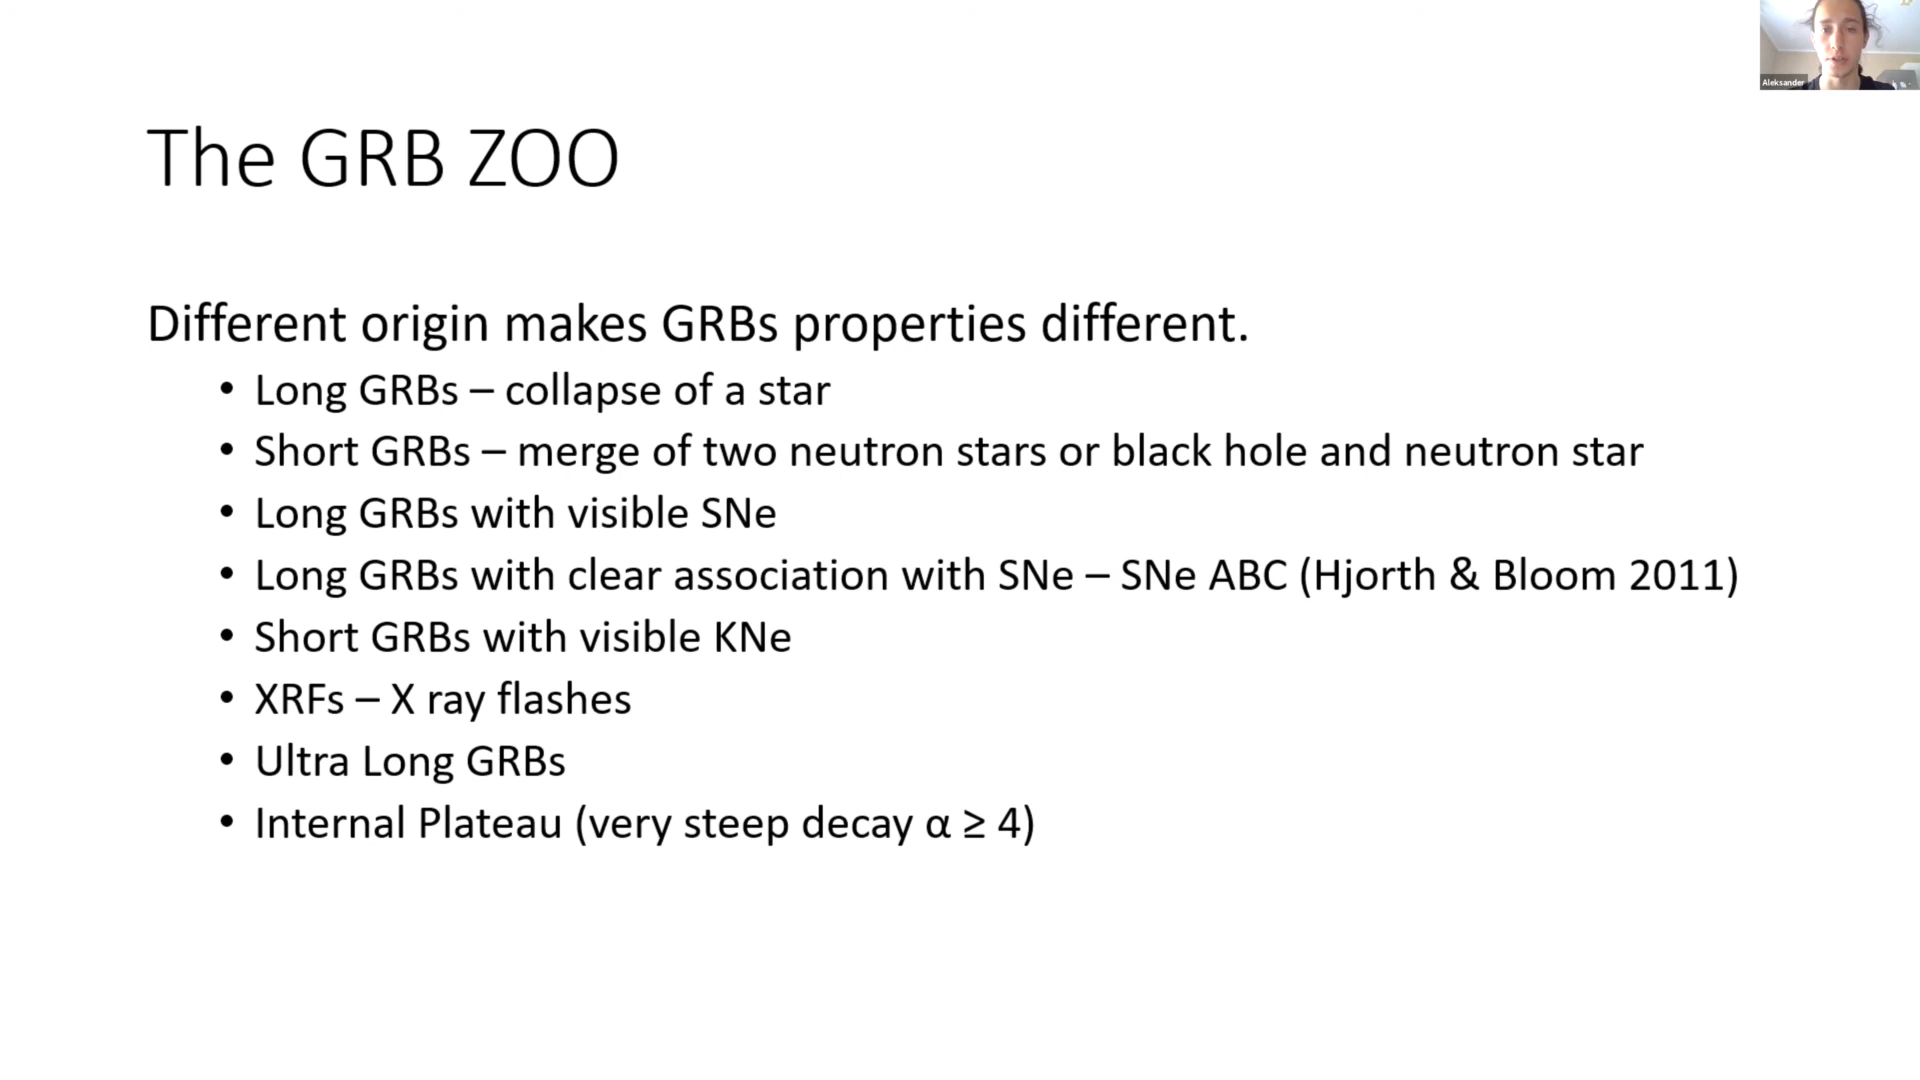 Aleksander
The GRB ZOO
Different origin makes GRBs properties different.
• Long GRBs – collapse of a star
• Short GRBs – merge of two neutron stars or black hole and neutron star
• Long GRBs with visible SNe
• Long GRBs with clear association with SNe – SNe ABC (Hjorth & Bloom 2011)
• Short GRBs with visible KNe
• XRFs – X ray flashes
• Ultra Long GRBs
• Internal Plateau (very steep decay α ≥ 4)